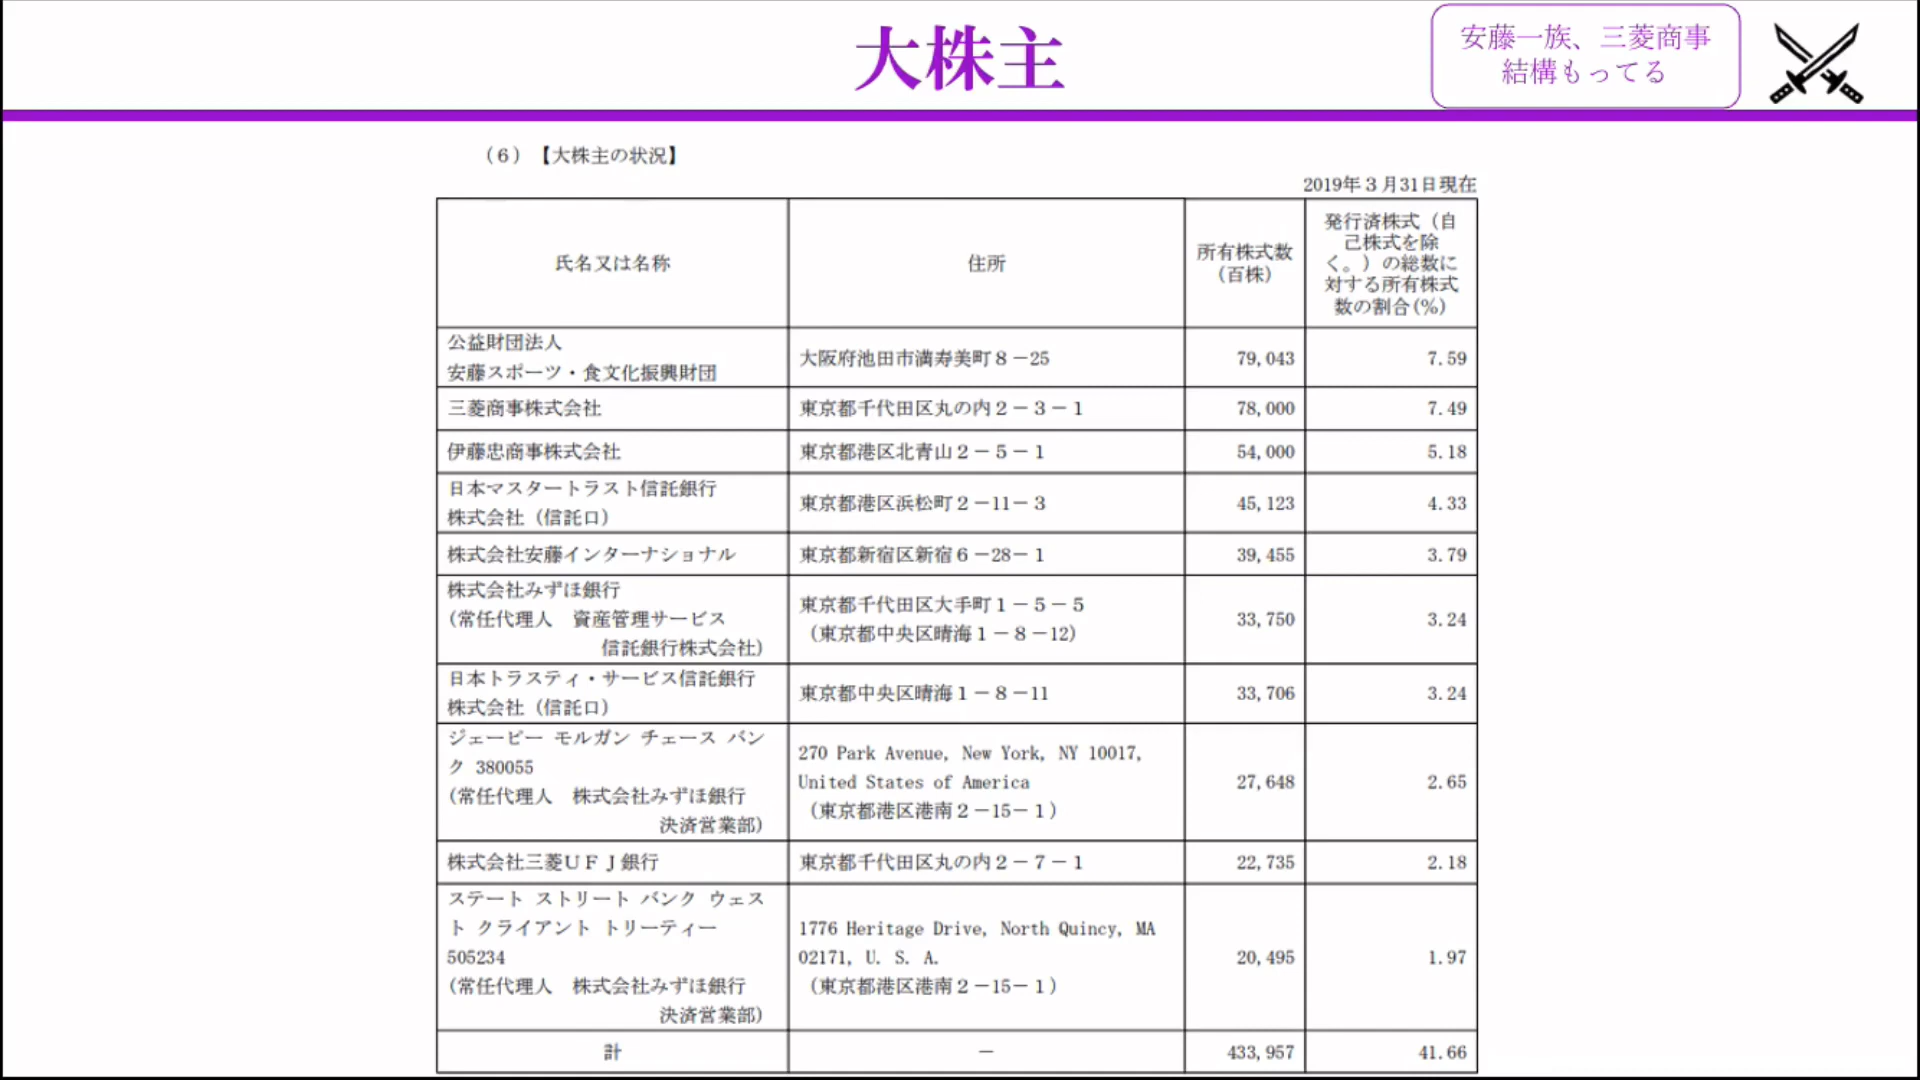 大株主
安藤一族、三菱商事
結構もってる
（６）【大株主の状況】
2019年３月31日現在
氏名又は名称
住所
所有株式数
（百株）
発行済株式（自
己株式を除
く。）の総数に
対する所有株式
数の割合(％)
公益財団法人
安藤スポーツ・食文化振興財団
大阪府池田市満寿美町８－25
79,043
7.59
三菱商事株式会社
東京都千代田区丸の内２－３－１
78,000
7.49
伊藤忠商事株式会社
東京都港区北青山２－５－１
54,000
5.18
日本マスタートラスト信託銀行
株式会社（信託口）
東京都港区浜松町２－11－３
45,123
4.33
株式会社安藤インターナショナル
東京都新宿区新宿６－28－１
39,455
3.79
株式会社みずほ銀行
(常任代理人　資産管理サービス
信託銀行株式会社)
東京都千代田区大手町１－５－５
（東京都中央区晴海１－８－12）
33,750
3.24
日本トラスティ・サービス信託銀行
株式会社（信託口）
東京都中央区晴海１－８－11
33,706
3.24
ジェーピー モルガン チェース バン
ク 380055
(常任代理人　株式会社みずほ銀行
決済営業部)
270 Park Avenue, New York, NY 10017,
United States of America
（東京都港区港南２－15－１）
27,648
2.65
株式会社三菱ＵＦＪ銀行
東京都千代田区丸の内２－７－１
22,735
2.18
ステート ストリート バンク ウェス
ト クライアント トリーティー
505234
(常任代理人　株式会社みずほ銀行
決済営業部)
1776 Heritage Drive, North Quincy, MA
02171, U. S. A.
（東京都港区港南２－15－１）
20,495
1.97
計
－
433,957
41.66